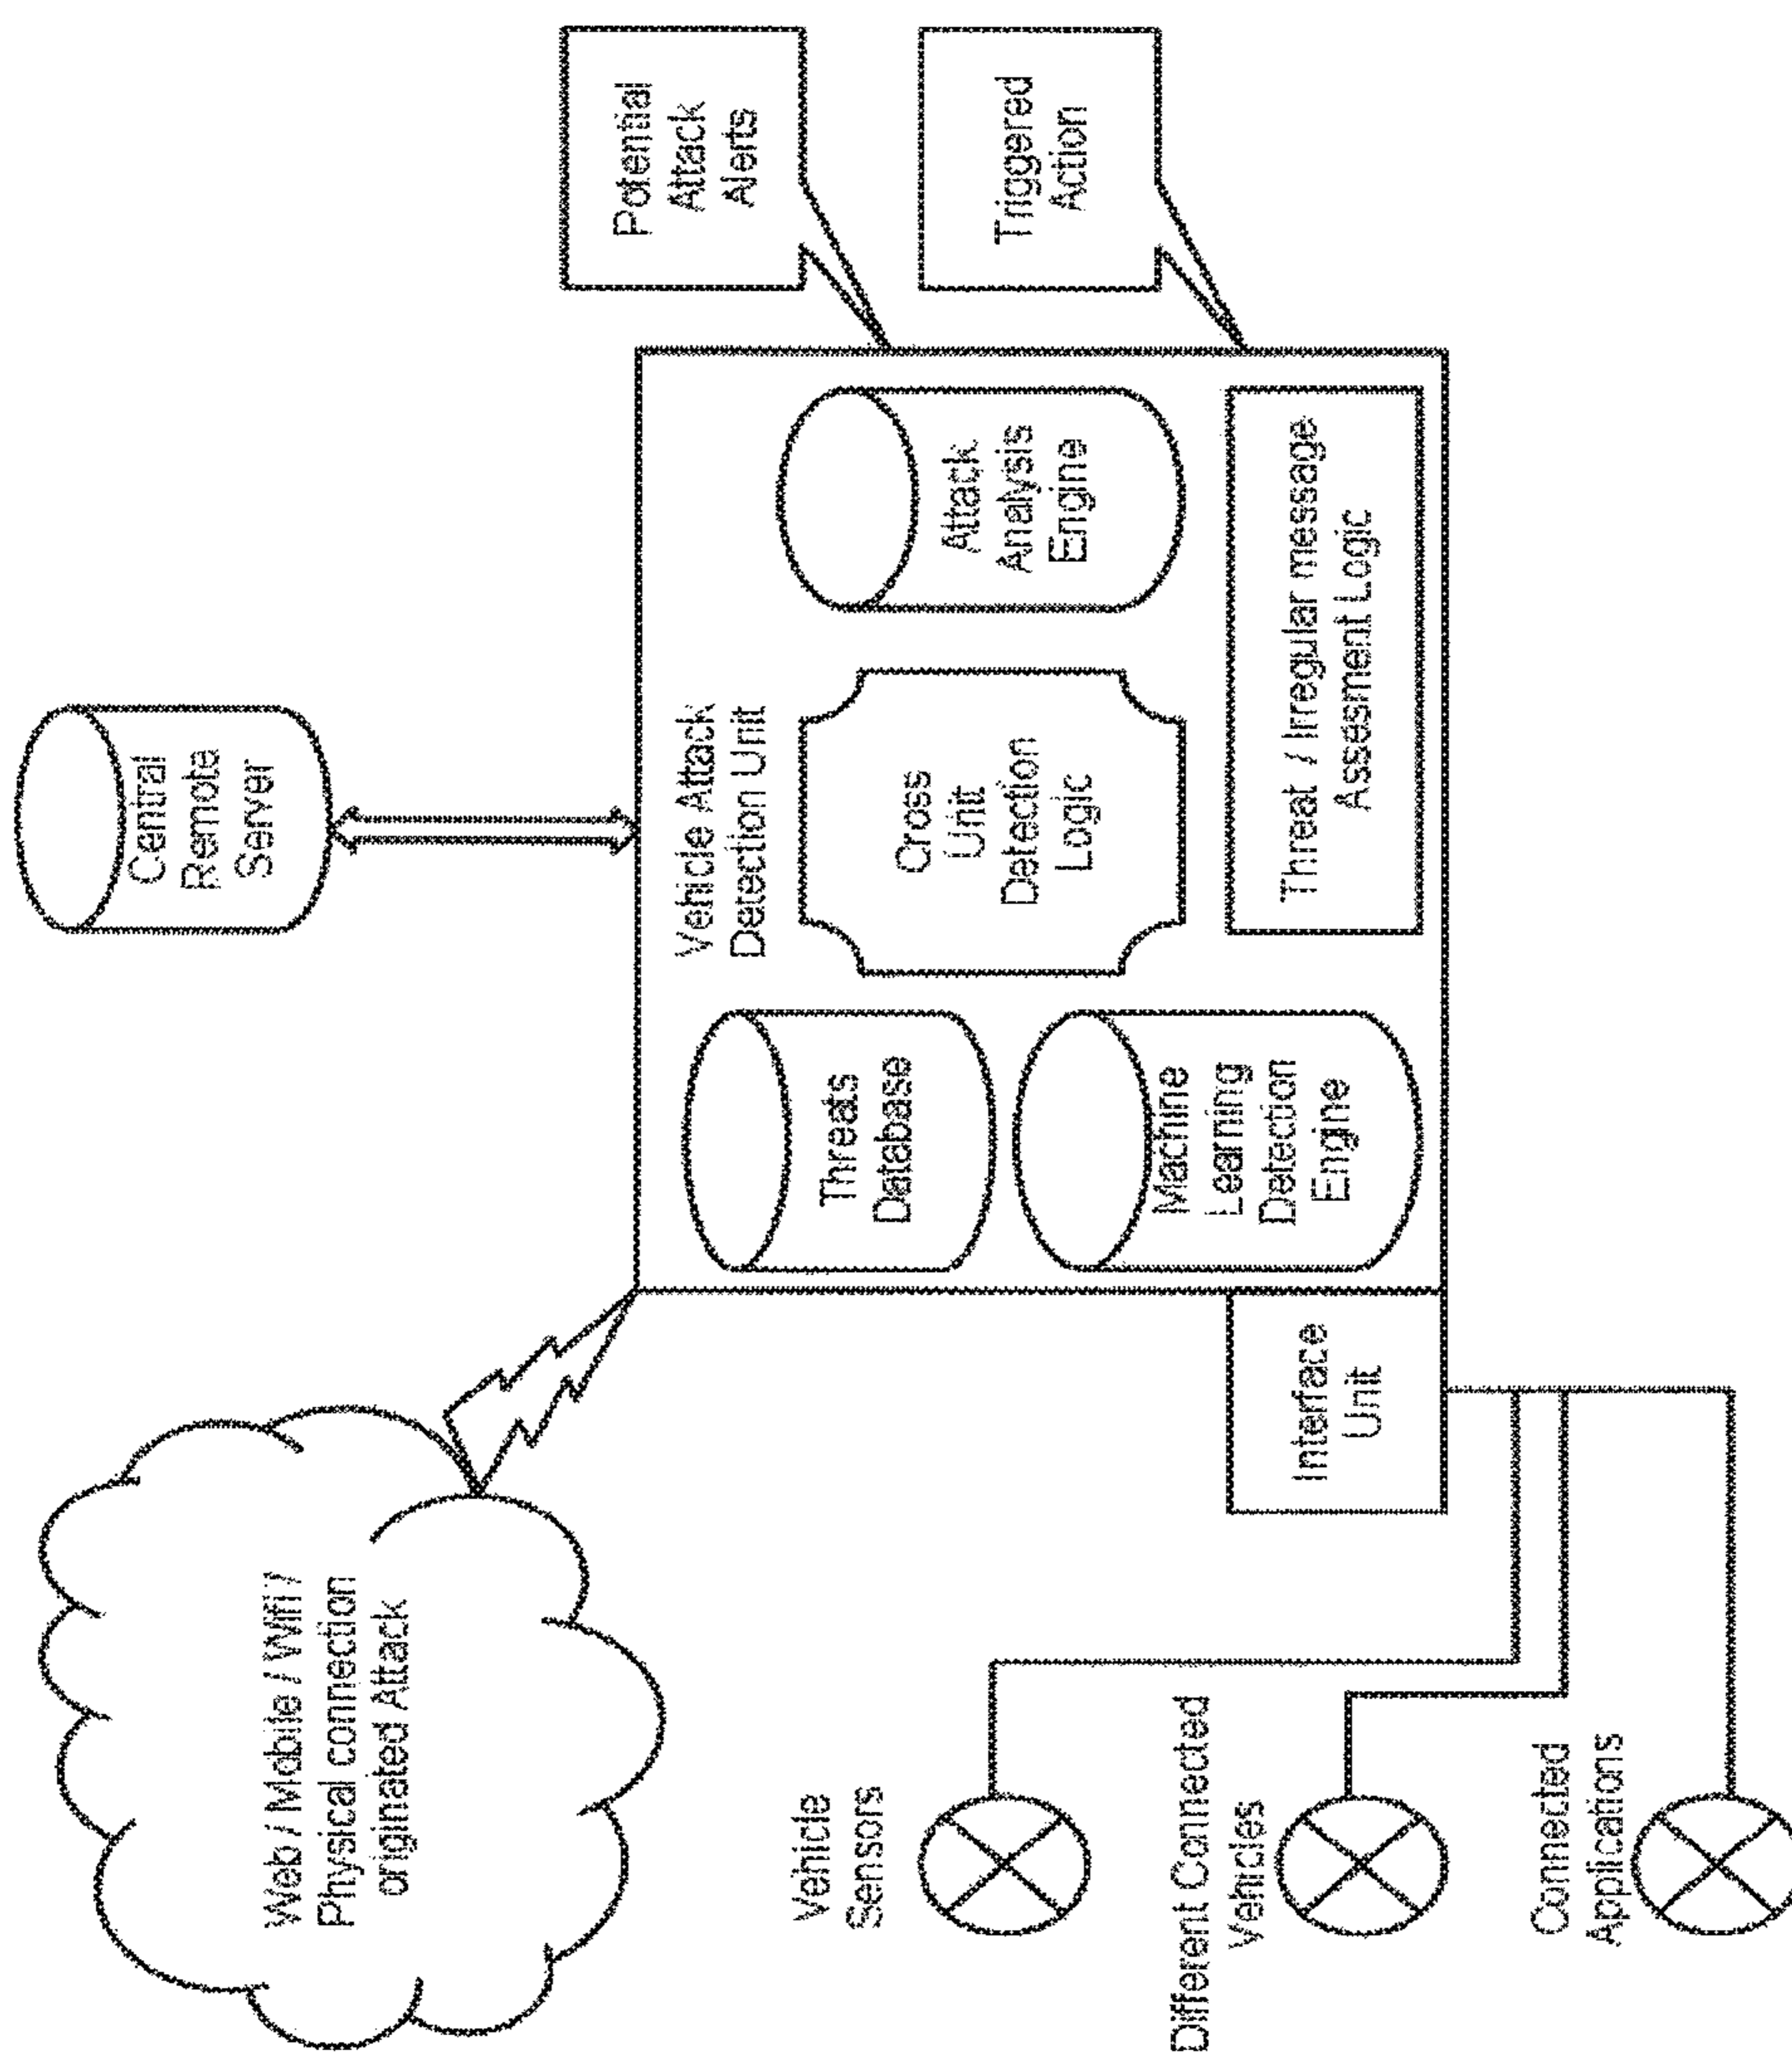 Web / Mobile / Wifi /
Physical connection
originated Attack
Central
Remote
Server
Potential
Attack
Alerts
Triggered
Action
Vehicle Attack
Detection Unit
Threats
Database
Machine
Learning
Detection
Engine
Cross
Unit
Detection
Logic
Attack
Analysis
Engine
Threat / Irregular message
Assesment Logic
Interface
Unit
Vehicle
Sensors
Different Connected
Vehicles
Connected
Applications